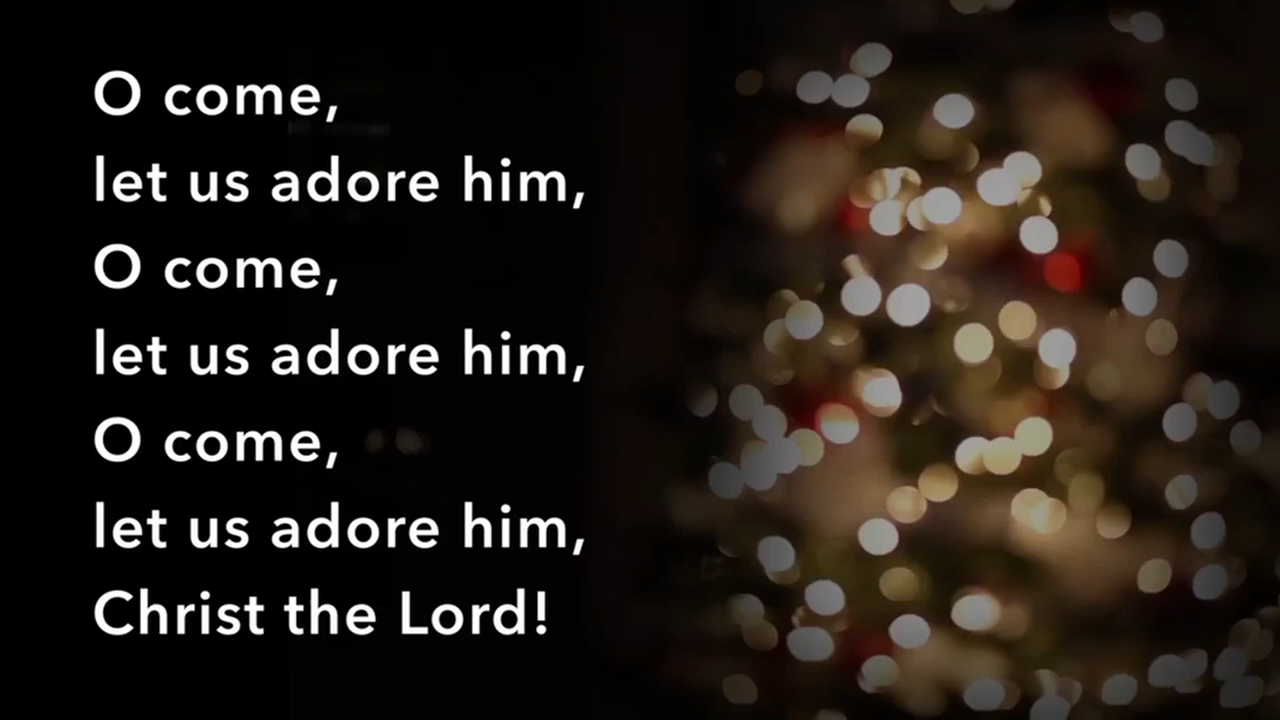 O come,
let us adore him,
O come,
let us adore him,
O come,
let us adore him,
Christ the Lord!